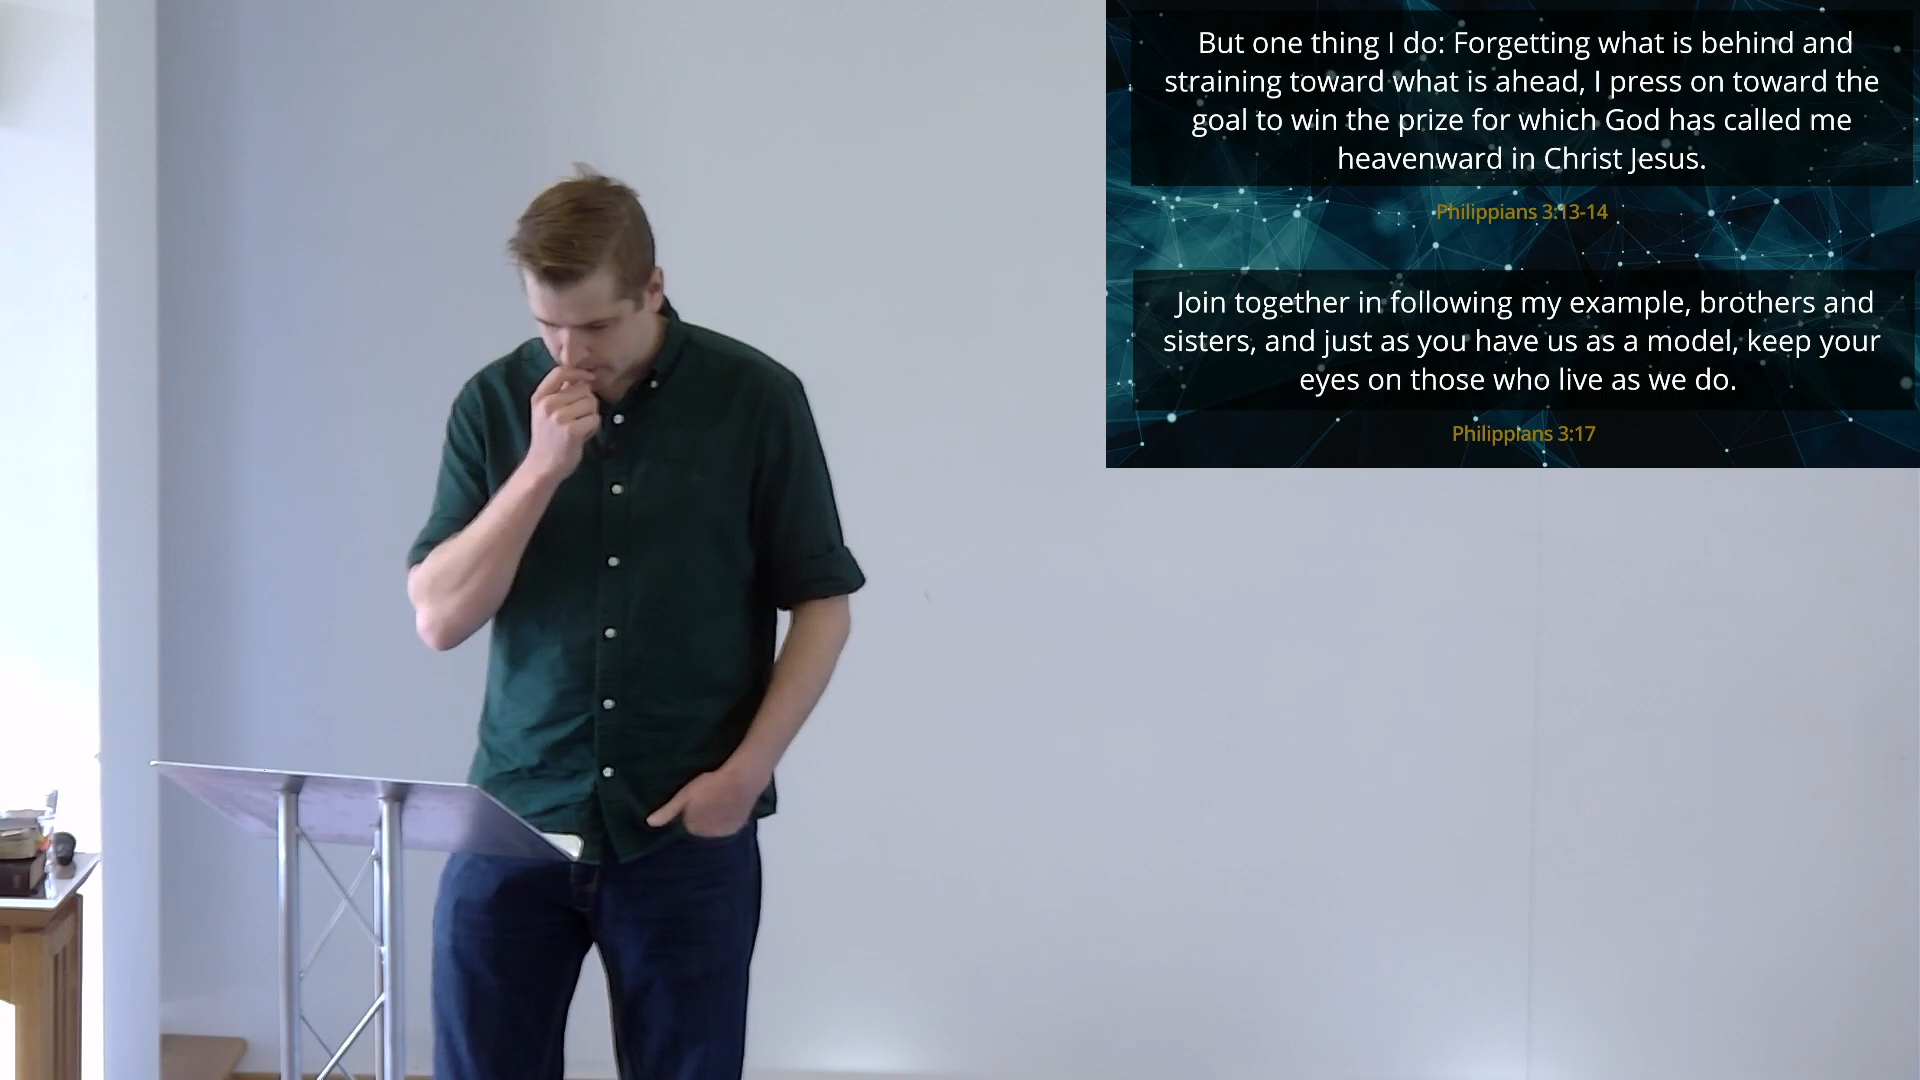 But one thing I do: Forgetting what is behind and
straining toward what is ahead, I press on toward the
goal to win the prize for which God has called me
heavenward in Christ Jesus.
Philippians 3:13-14
Join together in following my example, brothers and
sisters, and just as you have us as a model, keep your
eyes on those who live as we do.
Philippians 3:17